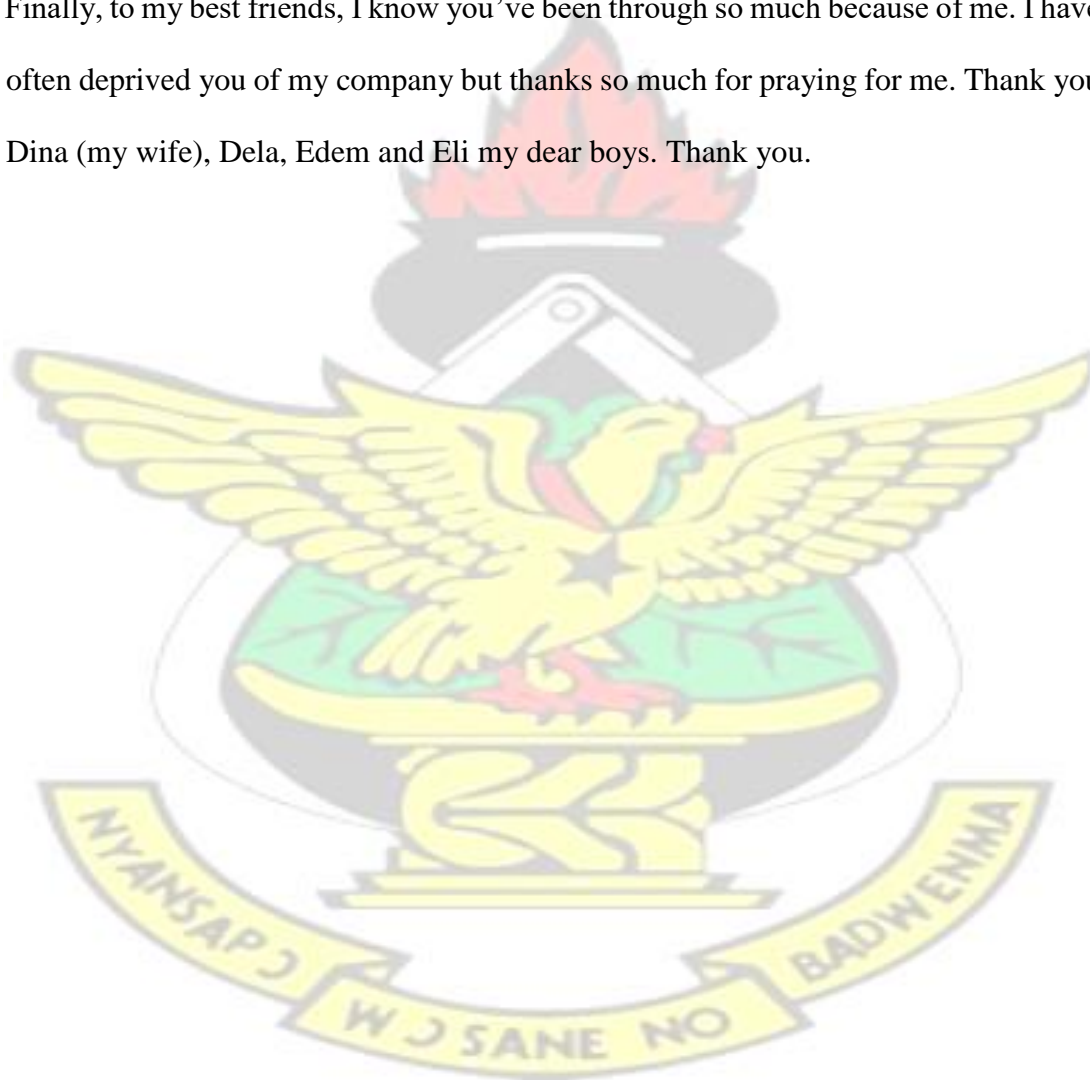 Finally, to my best friends, I know you’ve been through so much because of me. I have
often deprived you of my company but thanks so much for praying for me. Thank you
Dina (my wife), Dela, Edem and Eli my dear boys. Thank you.
NYANSAPƆ
WƆSANE NO
BADWENMA